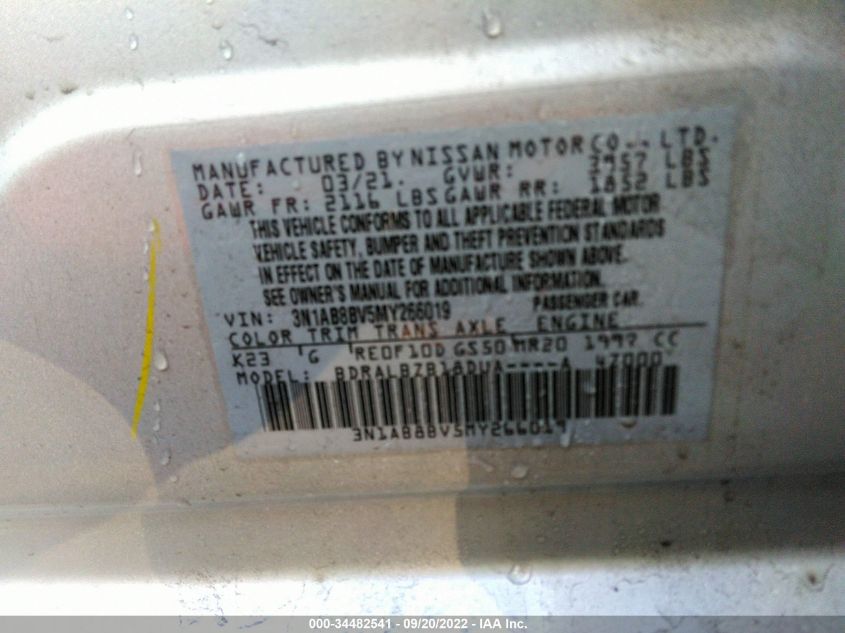 MANUFACTURED BY NISSAN MOTOR CO., LTD.
DATE: 03/21. GVWR: 3957 LBS
GAWR FR: 2116 LBS GAWR RR: 1852 LBS
THIS VEHICLE CONFORMS TO ALL APPLICABLE FEDERAL MOTOR
VEHICLE SAFETY, BUMPER AND THEFT PREVENTION STANDARDS
IN EFFECT ON THE DATE OF MANUFACTURE SHOWN ABOVE.
SEE OWNER'S MANUAL FOR ADDITIONAL INFORMATION.
VIN: 3N1AB8BV5MY266019 PASSENGER CAR
COLOR TRIM TRANS AXLE ENGINE
K23 G RE0F10D GS50 MR20 1997 CC
MODEL: BDRALBZB18DUA----A 47000
3N1AB8BV5MY266019
000-34482541 - 09/20/2022 - IAA Inc.